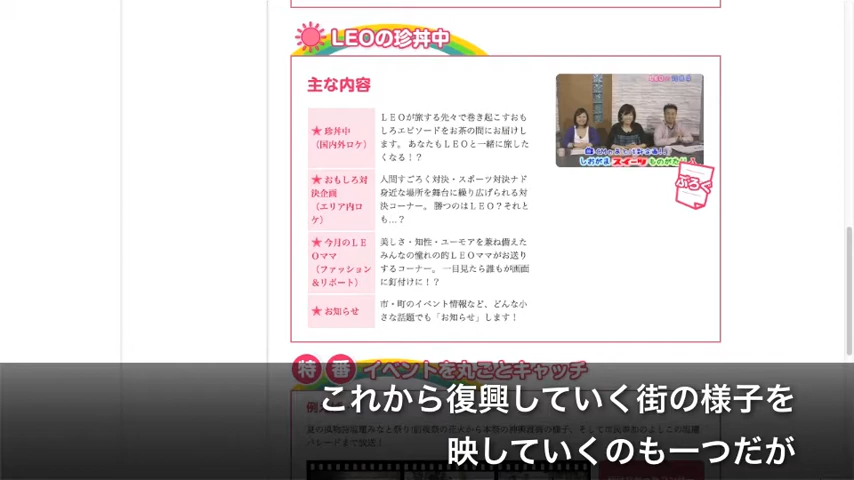 LEOの珍丼中
主な内容
★ 珍丼中
（国内外ロケ）
ＬＥＯが旅する先々で巻き起こすおも
しろエピソードをお茶の間にお届けし
ます。 あなたもＬＥＯと一緒に旅した
くなる！？
★ おもしろ対
決企画
（エリア内ロ
ケ）
人間すごろく対決・スポーツ対決ナド
身近な場所を舞台に繰り広げられる対
決コーナー。 勝つのはＬＥＯ？それと
も…？
★ 今月のＬＥ
Ｏママ
（ファッション
＆リポート）
美しさ・知性・ユーモアを兼ね備えた
みんなの憧れの的ＬＥＯママがお送り
するコーナー。 一目見たら誰もが画面
に釘付けに！？
★ お知らせ
市・町のイベント情報など、どんな小
さな話題でも「お知らせ」します！
しおがま スイーツ ものがたり
ぶろぐ
特 番 イベントを丸ごとキャッチ
これから復興していく街の様子を
映していくのも一つだが